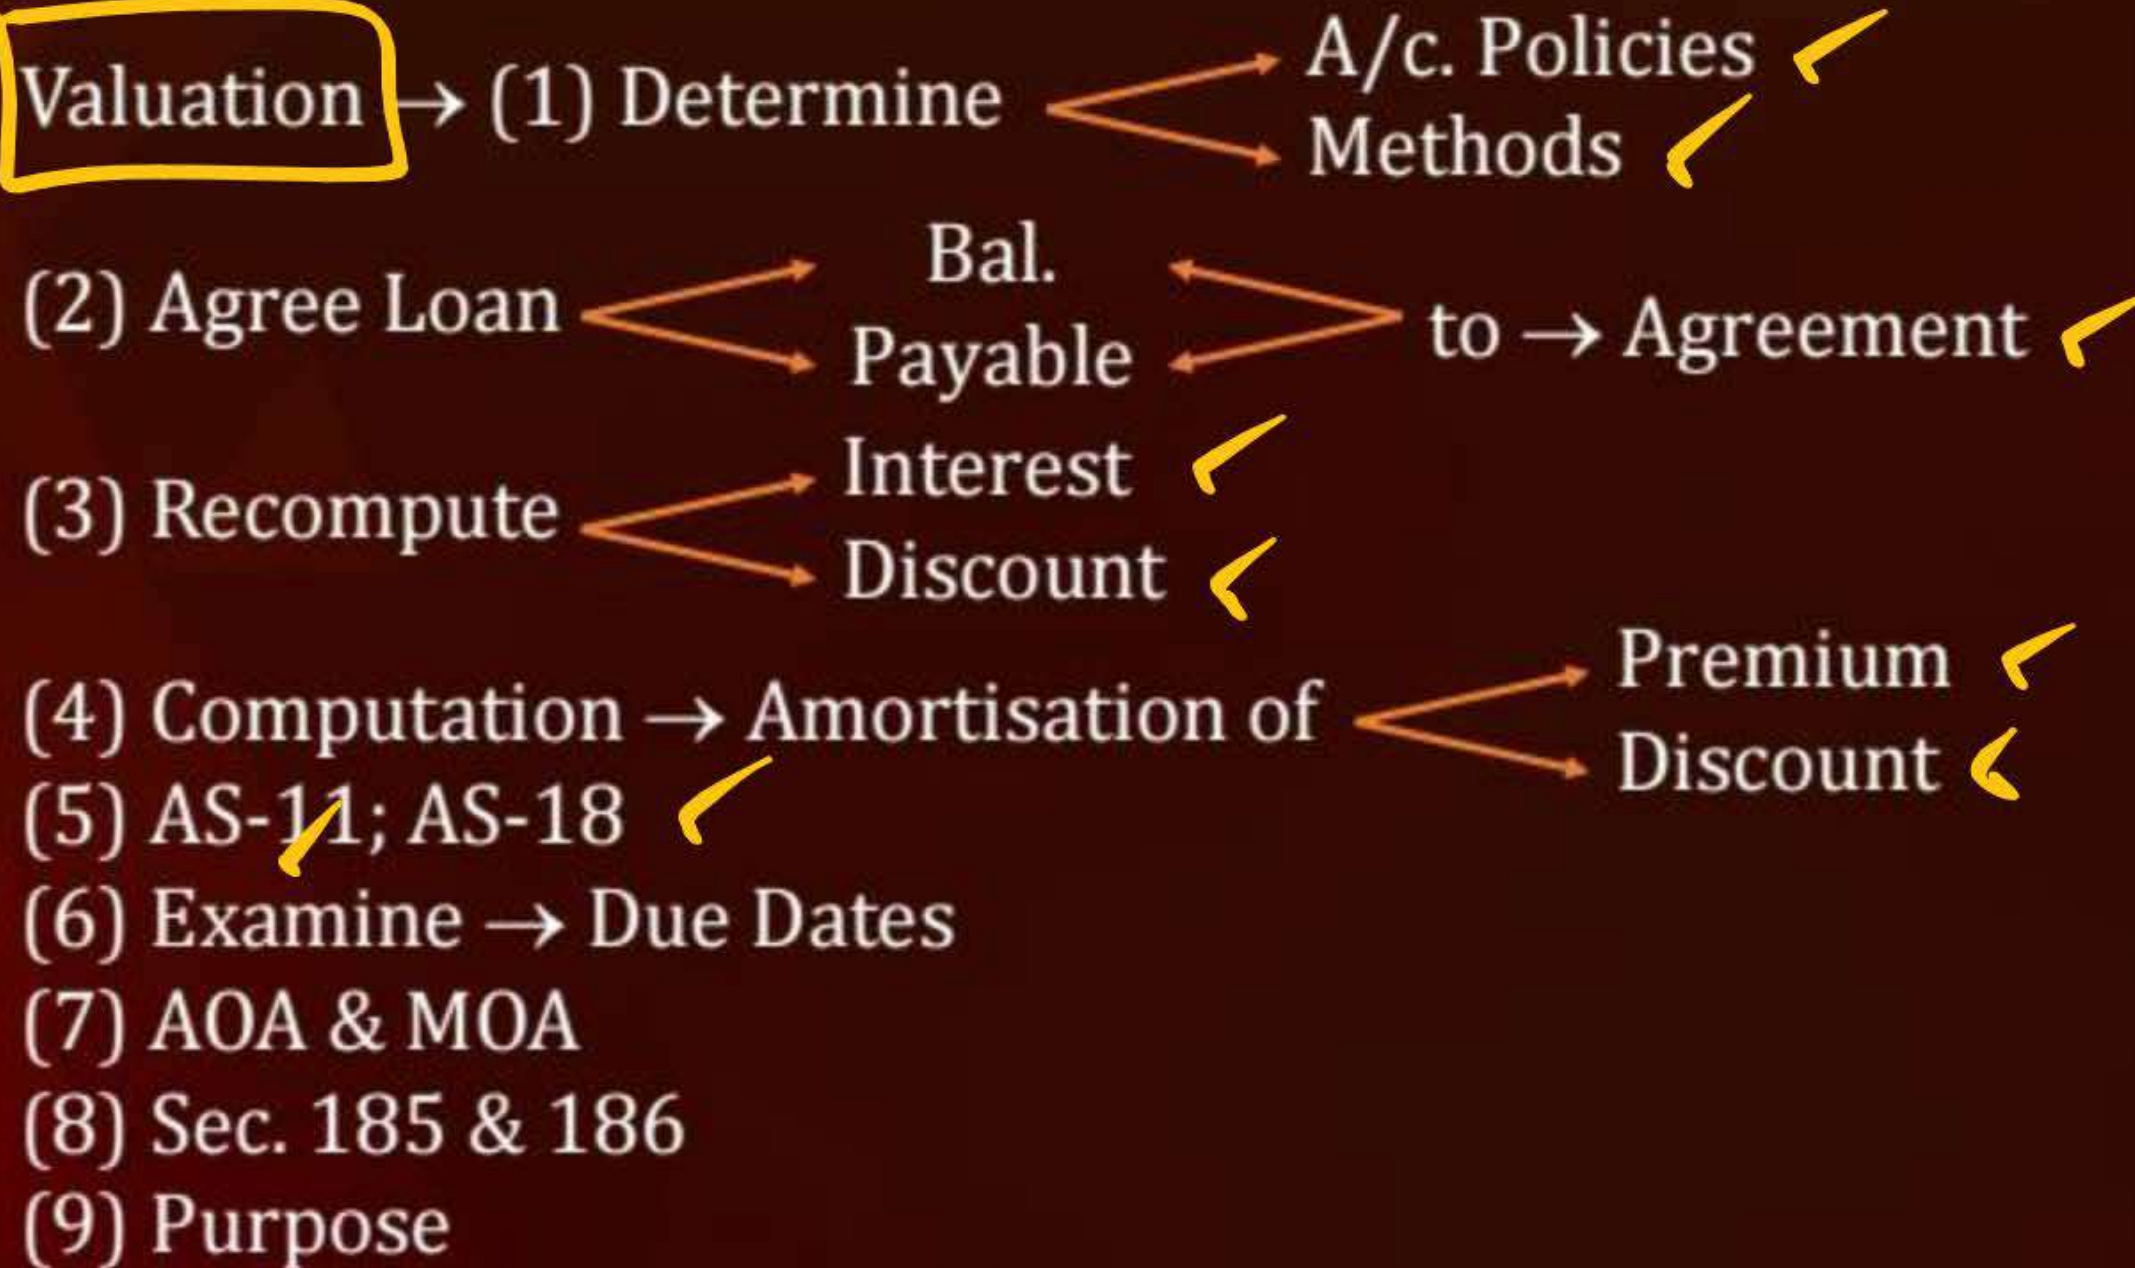 Valuation → (1) Determine
A/c. Policies
Methods
(2) Agree Loan
Bal.
Payable
to → Agreement
(3) Recompute
Interest
Discount
(4) Computation → Amortisation of
Premium
Discount
(5) AS-11; AS-18
(6) Examine → Due Dates
(7) AOA & MOA
(8) Sec. 185 & 186
(9) Purpose